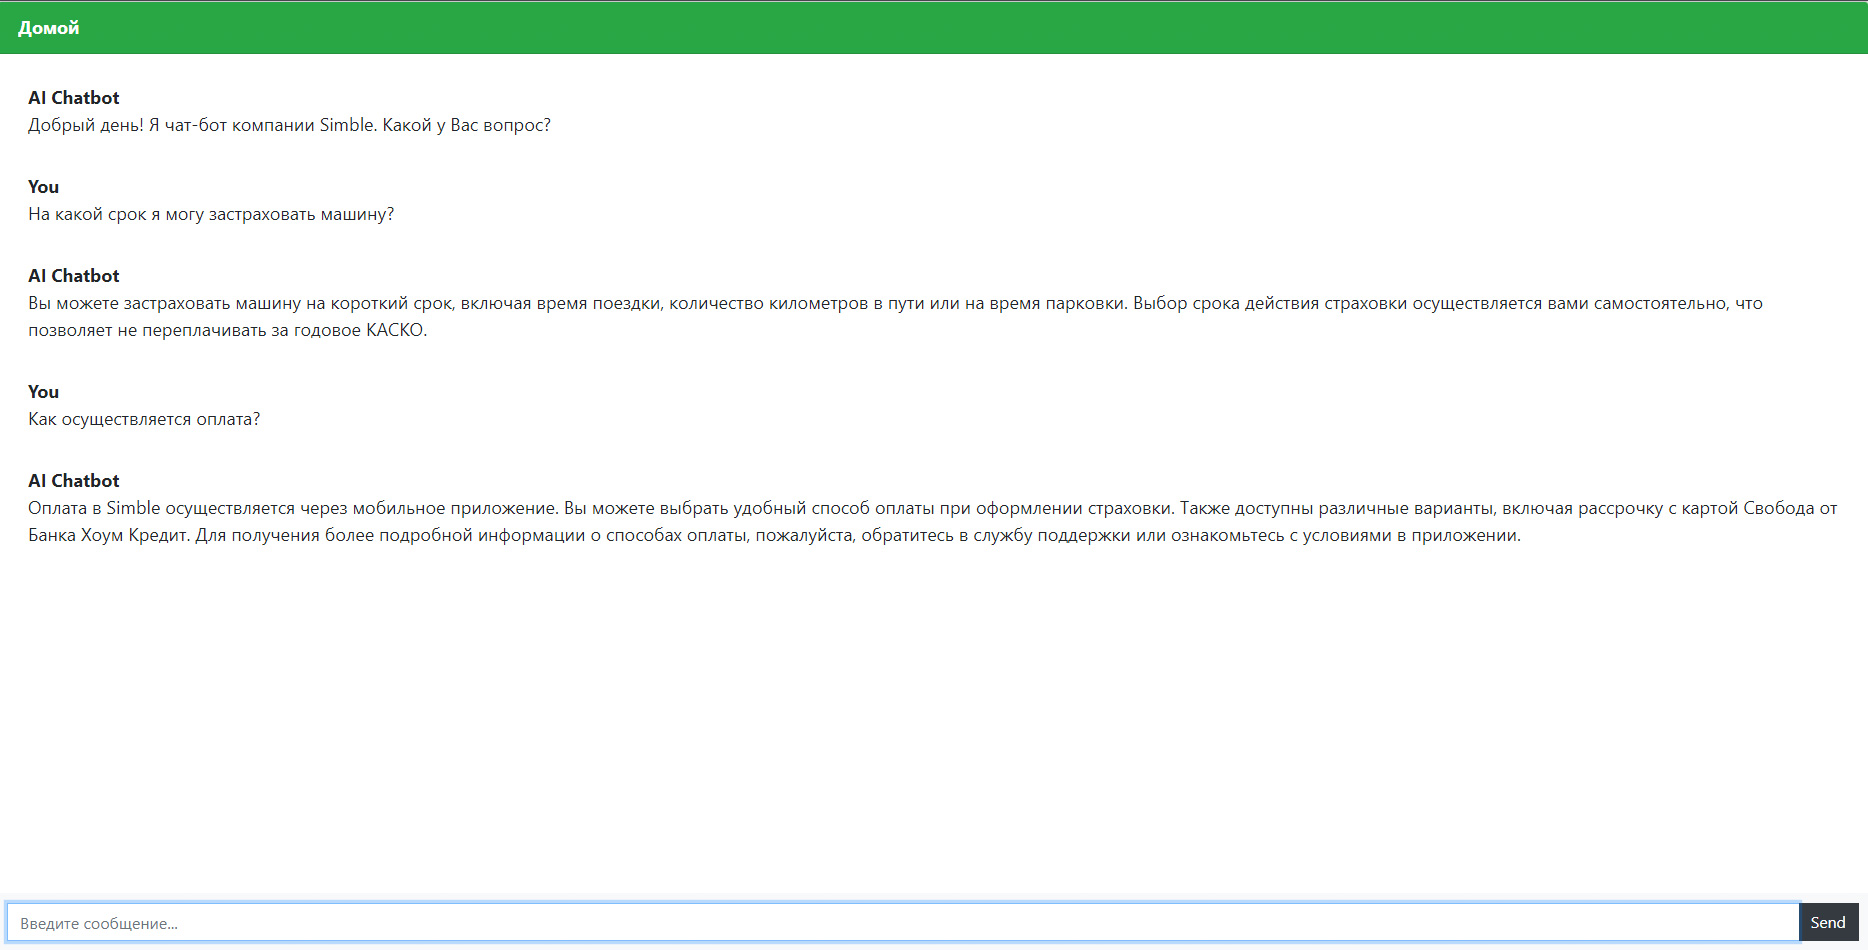 Домой
AI Chatbot
Добрый день! Я чат-бот компании Simble. Какой у Вас вопрос?
You
На какой срок я могу застраховать машину?
AI Chatbot
Вы можете застраховать машину на короткий срок, включая время поездки, количество километров в пути или на время парковки. Выбор срока действия страховки осуществляется вами самостоятельно, что
позволяет не переплачивать за годовое КАСКО.
You
Как осуществляется оплата?
AI Chatbot
Оплата в Simble осуществляется через мобильное приложение. Вы можете выбрать удобный способ оплаты при оформлении страховки. Также доступны различные варианты, включая рассрочку с картой Свобода от
Банка Хоум Кредит. Для получения более подробной информации о способах оплаты, пожалуйста, обратитесь в службу поддержки или ознакомьтесь с условиями в приложении.
Введите сообщение...
Send